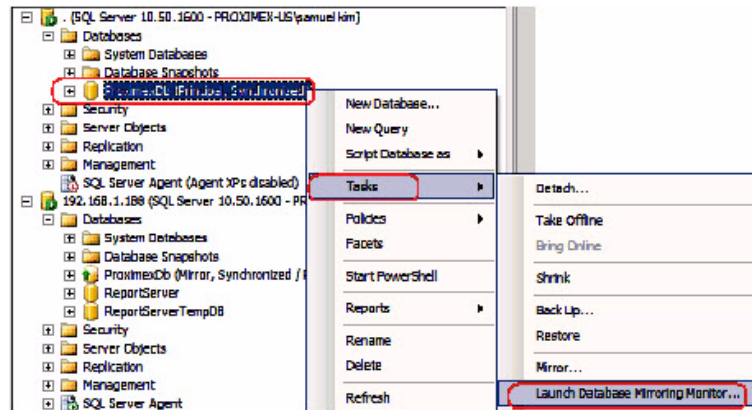 . (SQL Server 10.50.1600 - PROXIMEX-US\samuel kim)
Databases
System Databases
Database Snapshots
ProximexDb (Principal, Synchronized
Security
Server Objects
Replication
Management
SQL Server Agent (Agent XPs disabled)
192.168.1.188 (SQL Server 10.50.1600 - PR
Databases
System Databases
Database Snapshots
ProximexDb (Mirror, Synchronized /
ReportServer
ReportServerTempDB
Security
Server Objects
Replication
Management
SQL Server Agent
New Database...
New Query
Script Database as
Tasks
Policies
Facets
Start PowerShell
Reports
Rename
Delete
Refresh
Detach...
Take Offline
Bring Online
Shrink
Back Up...
Restore
Mirror...
Launch Database Mirroring Monitor...